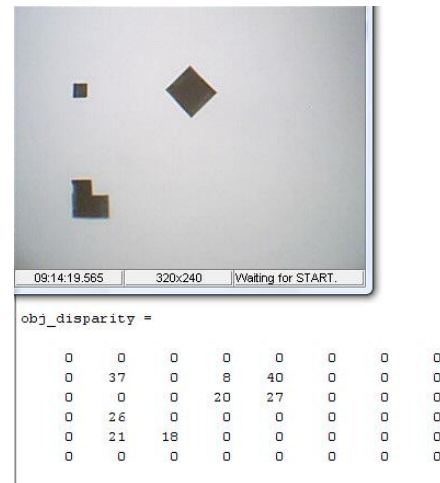 09:14:19.565 320x240 Waiting for START.
obj_disparity =
0 0 0 0 0 0 0 0
0 37 0 8 40 0 0 0
0 0 0 20 27 0 0 0
0 26 0 0 0 0 0 0
0 21 18 0 0 0 0 0
0 0 0 0 0 0 0 0